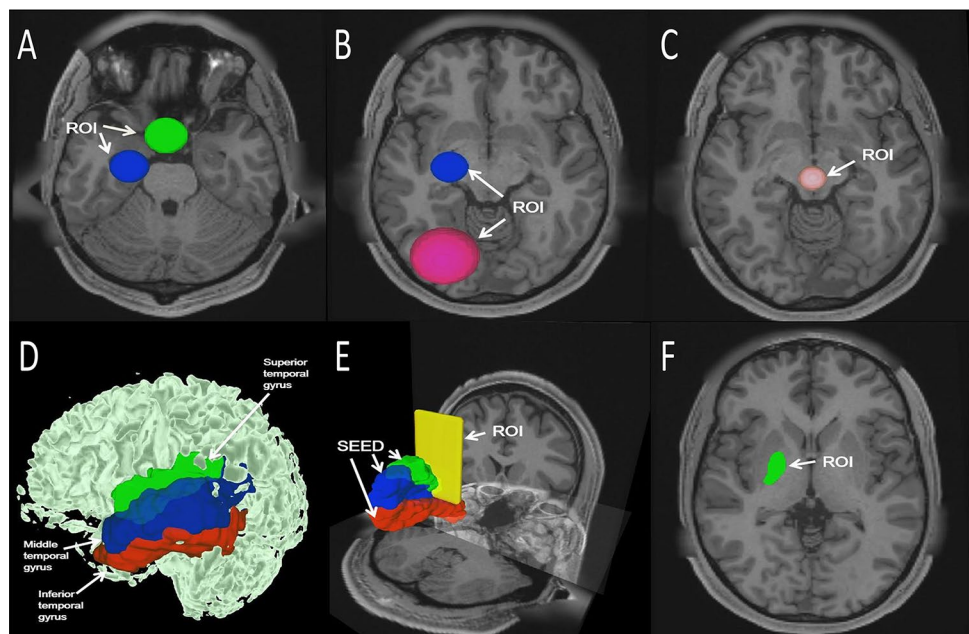 A
ROI
B
ROI
C
ROI
D
Superior
temporal
gyrus
Middle
temporal
gyrus
Inferior
temporal
gyrus
E
SEED
ROI
F
ROI